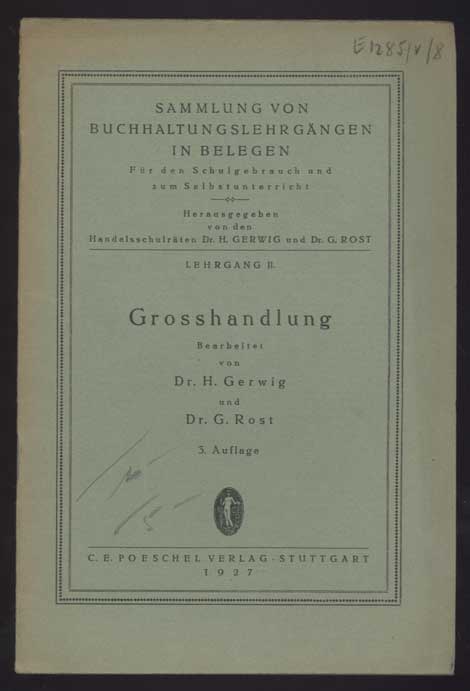 E 1285/V/8
SAMMLUNG VON
BUCHHALTUNGSLEHRGÄNGEN
IN BELEGEN
Für den Schulgebrauch und
zum Selbstunterricht
Herausgegeben
von den
Handelsschulräten Dr. H. GERWIG und Dr. G. ROST
LEHRGANG II.
Grosshandlung
Bearbeitet
von
Dr. H. Gerwig
und
Dr. G. Rost
3. Auflage
C. E. POESCHEL VERLAG - STUTTGART
1927